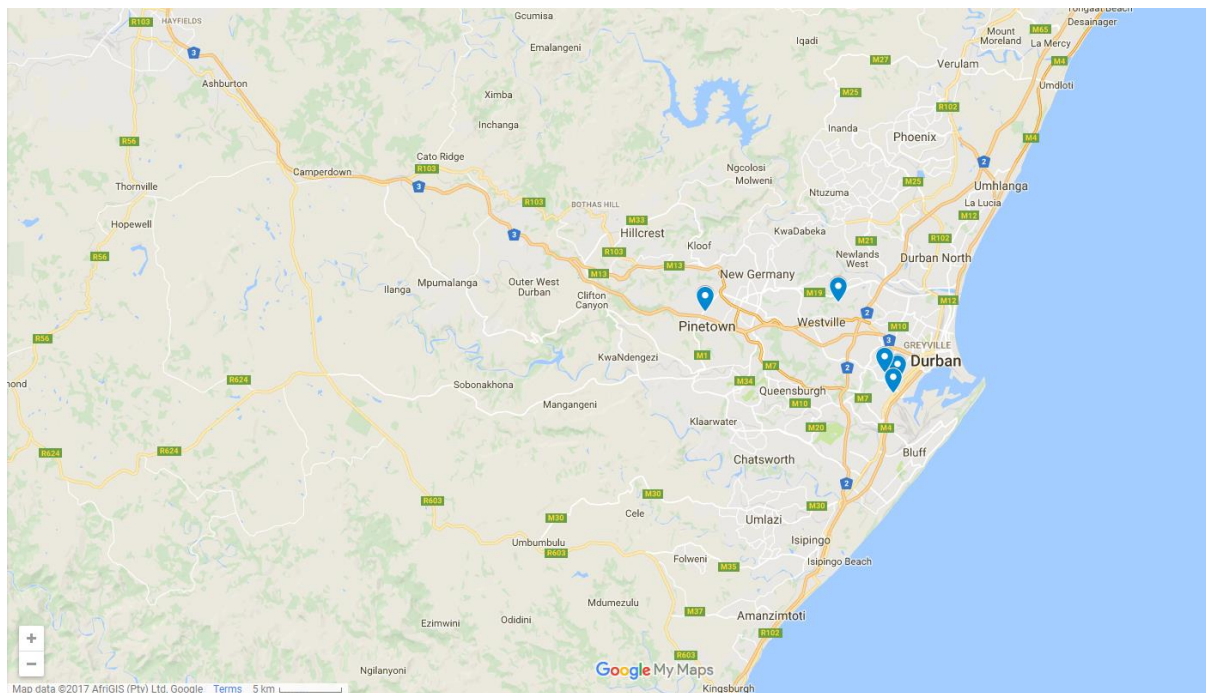 Gcumisa
Tongaat Beach
Desainager
R103
HAYFIELDS
Iqadi
Mount
Moreland
M65
La Mercy
3
Emalangeni
M27
Verulam
M4
Ashburton
Umdloti
Ximba
M25
R102
Inchanga
Inanda
Phoenix
M4
R56
Cato Ridge
R103
2
Camperdown
Ngcolosi
Molweni
M25
Thornville
3
Ntuzuma
Umhlanga
R103
BOTHAS HILL
La Lucia
Hopewell
M33
M12
Hillcrest
KwaDabeka
3
Kloof
M21
R102
R103
Newlands
West
Durban North
R56
M13
M13
New Germany
Ilanga
Mpumalanga
Outer West
Durban
Clifton
Canyon
M19
M12
2
Pinetown
Westville
M10
R56
3
GREYVILLE
KwaNdengezi
M1
Durban
M7
2
mond
R624
Sobonakhona
M34
Queensburgh
M7
Mangangeni
M10
Klaarwater
M20
M4
R624
R624
Chatsworth
Bluff
2
M30
R603
M30
Cele
M30
Umlazi
Umbumbulu
R603
Isipingo
Folweni
M35
Isipingo Beach
Mdumezulu
M37
Amanzimtoti
Ezimwini
Odidini
R102
+
−
R603
Ngilanyoni
Google My Maps
Kingsburgh
Map data ©2017 AfriGIS (Pty) Ltd, Google Terms 5 km